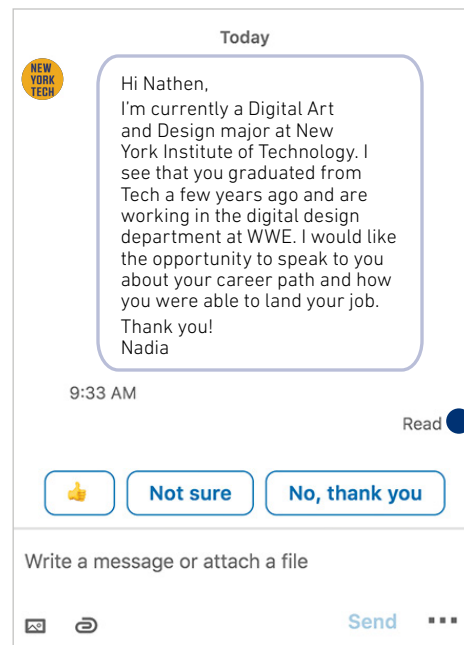 Today
NEW
YORK
TECH
Hi Nathen,
I'm currently a Digital Art
and Design major at New
York Institute of Technology. I
see that you graduated from
Tech a few years ago and are
working in the digital design
department at WWE. I would like
the opportunity to speak to you
about your career path and how
you were able to land your job.
Thank you!
Nadia
9:33 AM
Read
👍
Not sure
No, thank you
Write a message or attach a file
Send